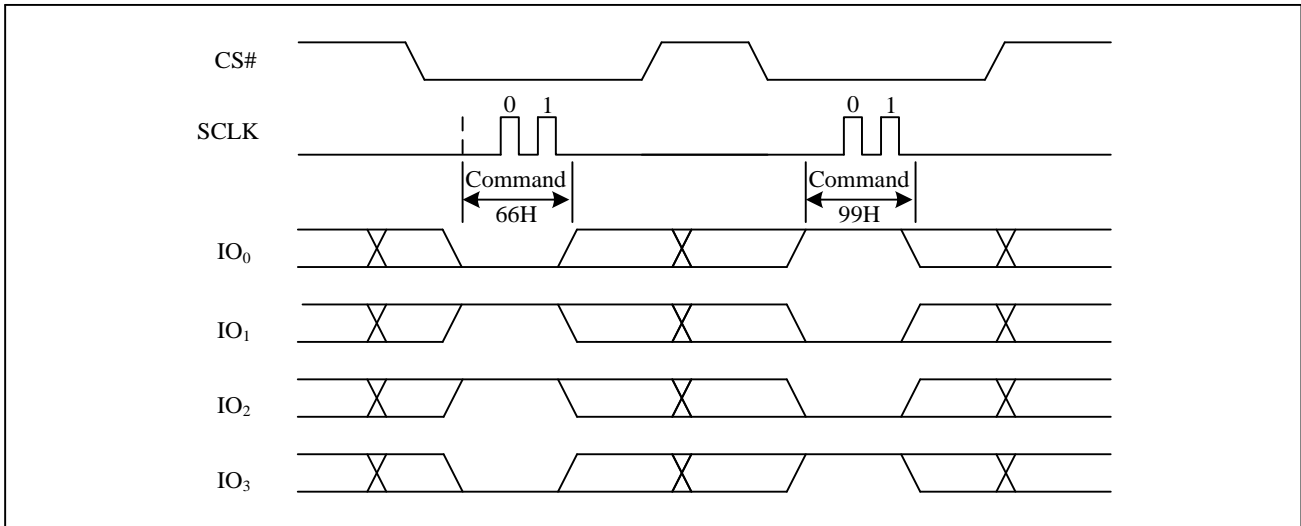 CS#
0 1 0 1
SCLK
Command Command
66H 99H
IO₀
IO₁
IO₂
IO₃